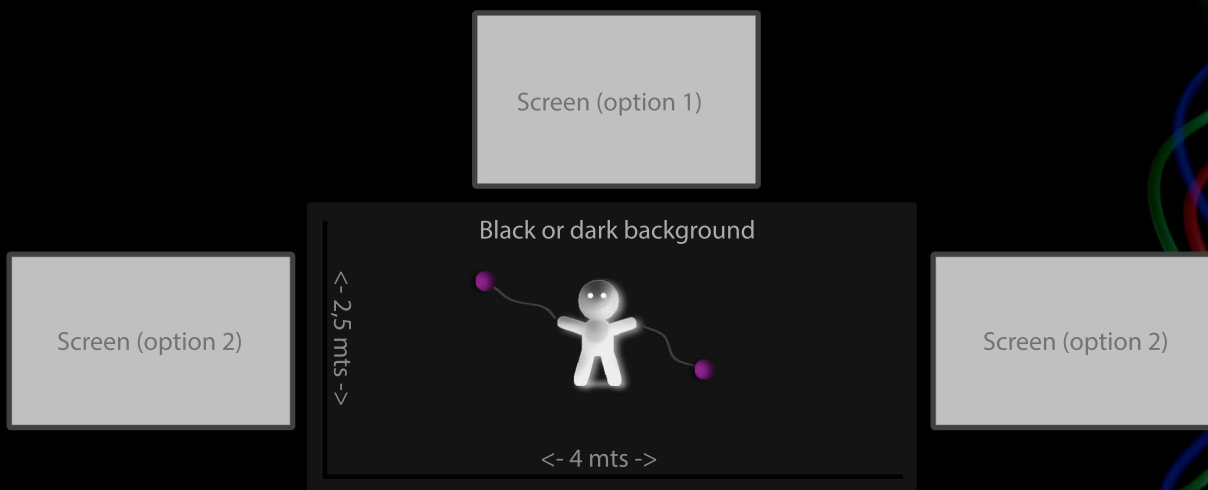 Screen (option 1)
Black or dark background
<- 2,5 mts ->
Screen (option 2)
Screen (option 2)
<- 4 mts ->